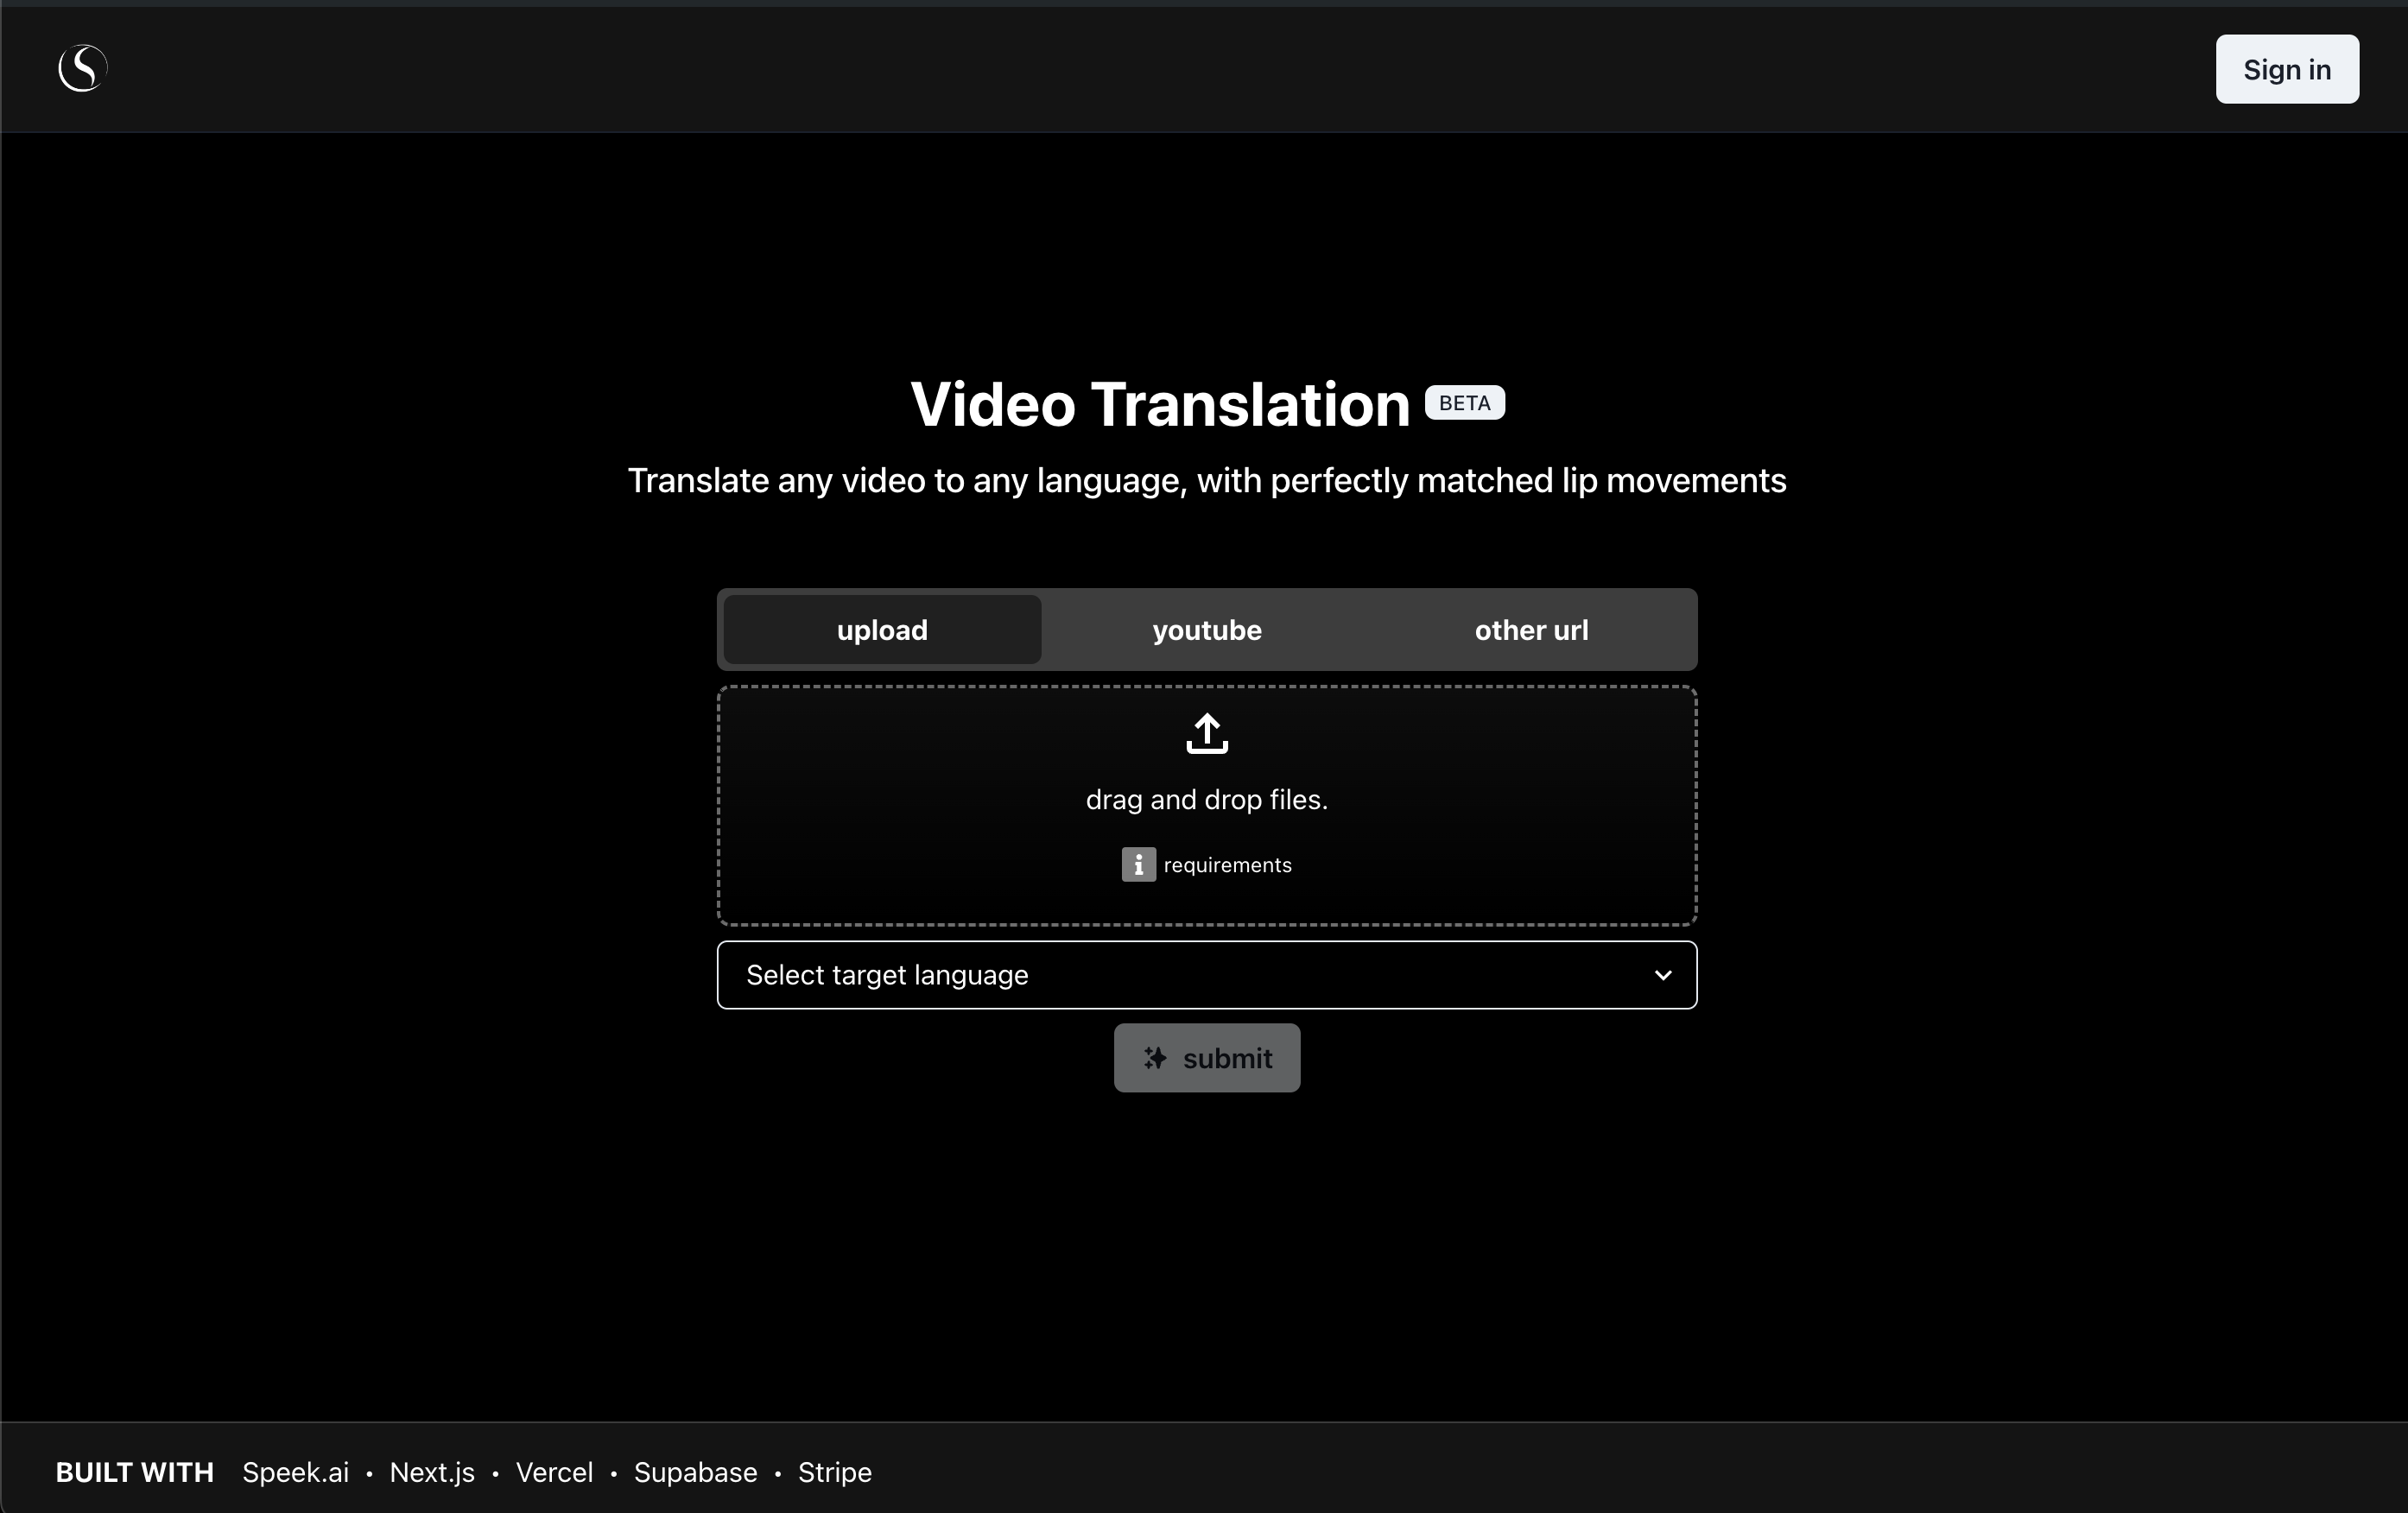 Sign in
Video Translation BETA
Translate any video to any language, with perfectly matched lip movements
upload youtube other url
drag and drop files.
requirements
Select target language
submit
BUILT WITH Speek.ai • Next.js • Vercel • Supabase • Stripe